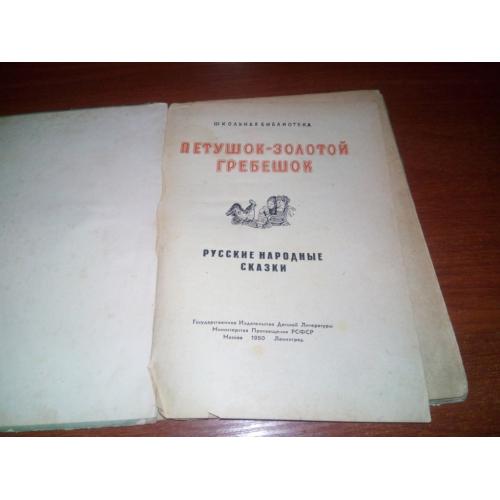 ШКОЛЬНАЯ БИБЛИОТЕКА
ПЕТУШОК-ЗОЛОТОЙ
ГРЕБЕШОК
РУССКИЕ НАРОДНЫЕ
СКАЗКИ
Государственное Издательство Детской Литературы
Министерства Просвещения РСФСР
Москва 1950 Ленинград